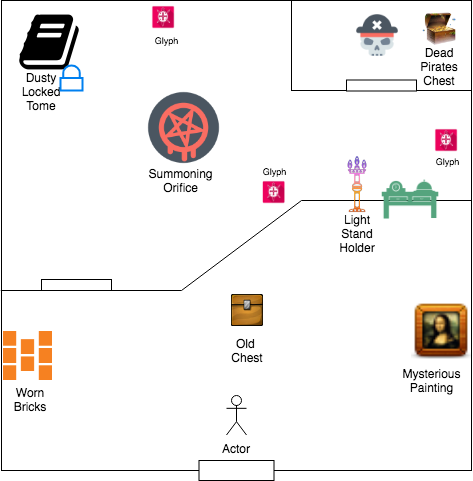 Glyph
Dusty
Locked
Tome
Dead
Pirates
Chest
Summoning
Orifice
Glyph
Glyph
Light
Stand
Holder
Old
Chest
Mysterious
Painting
Worn
Bricks
Actor